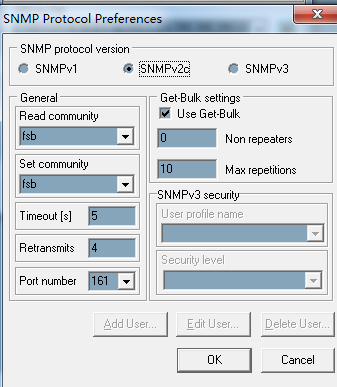 SNMP Protocol Preferences
SNMP protocol version
SNMPv1
SNMPv2c
SNMPv3
General
Read community
fsb
Set community
fsb
Timeout [s]
5
Retransmits
4
Port number
161
Get-Bulk settings
Use Get-Bulk
0
Non repeaters
10
Max repetitions
SNMPv3 security
User profile name
Security level
Add User...
Edit User...
Delete User...
OK
Cancel